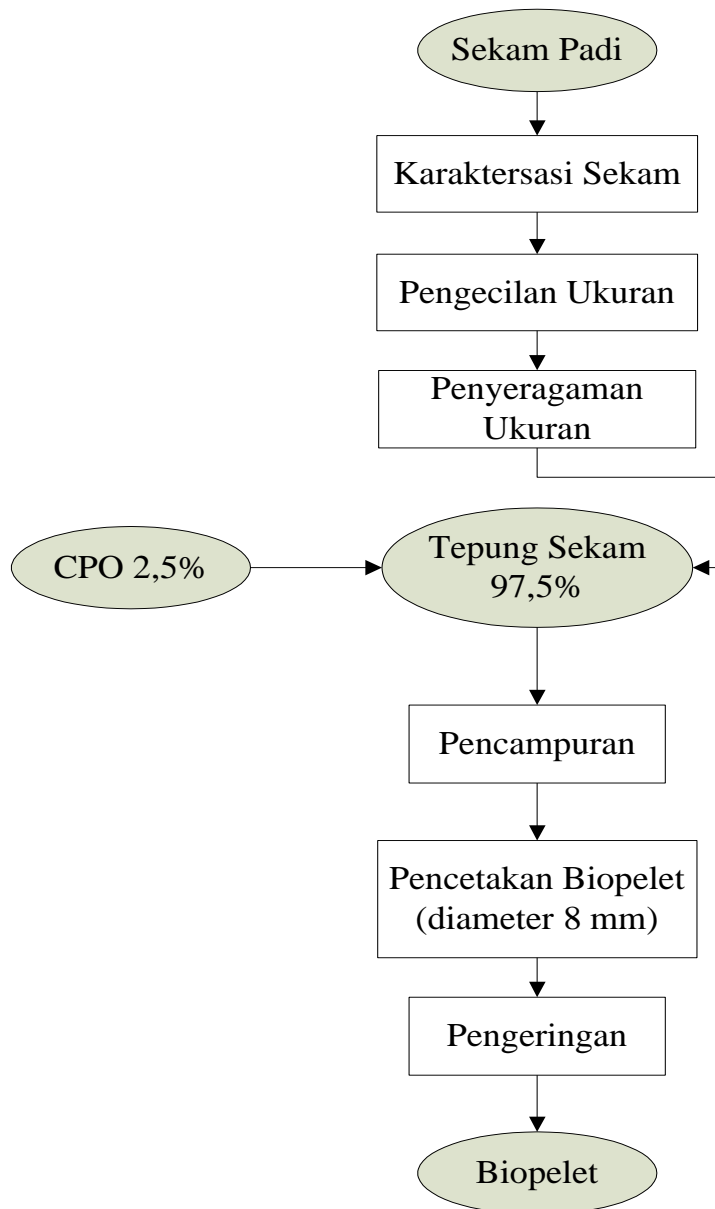 Sekam Padi
Karaktersasi Sekam
Pengecilan Ukuran
Penyeragaman
Ukuran
CPO 2,5%
Tepung Sekam
97,5%
Pencampuran
Pencetakan Biopelet
(diameter 8 mm)
Pengeringan
Biopelet